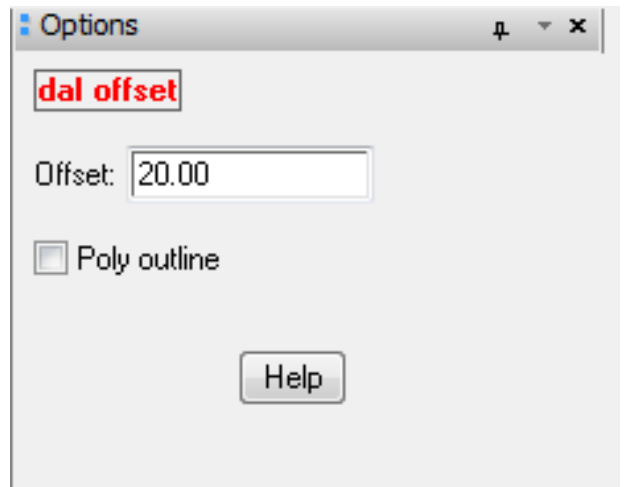 Options
dal offset
Offset: 20.00
Poly outline
Help